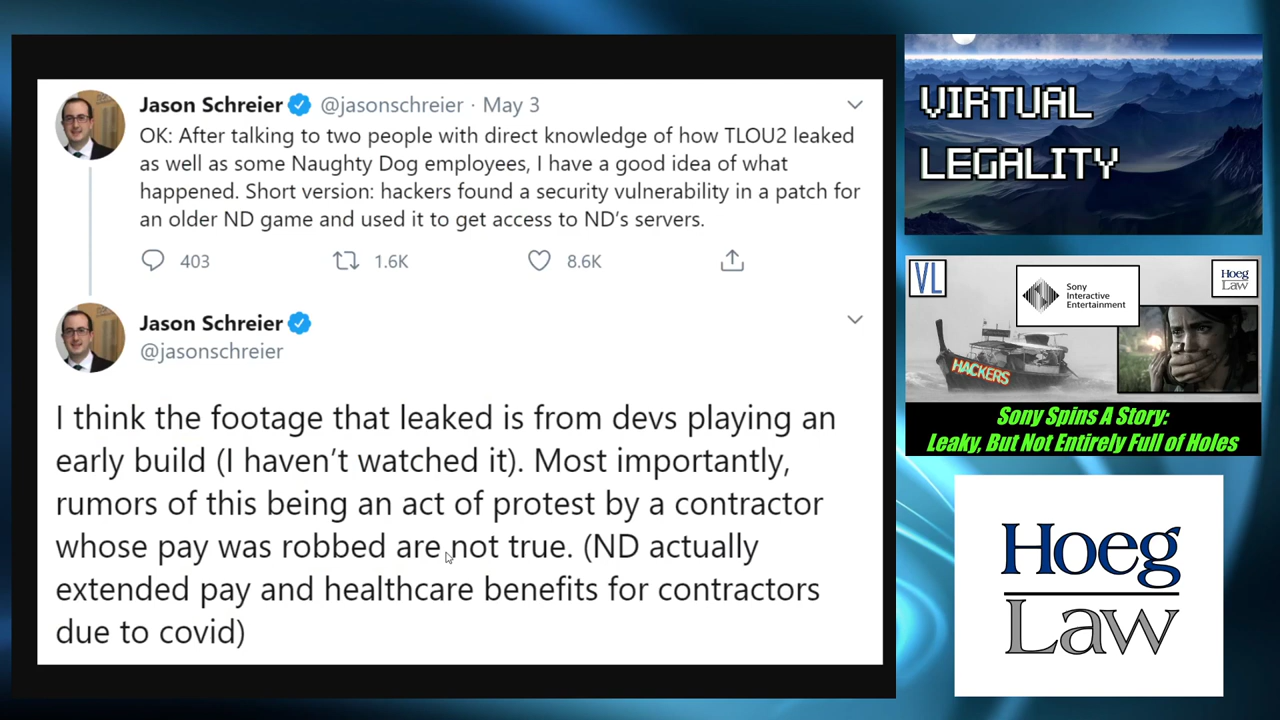 Jason Schreier @jasonschreier · May 3
OK: After talking to two people with direct knowledge of how TLOU2 leaked
as well as some Naughty Dog employees, I have a good idea of what
happened. Short version: hackers found a security vulnerability in a patch for
an older ND game and used it to get access to ND's servers.
403 1.6K 8.6K
Jason Schreier
@jasonschreier
I think the footage that leaked is from devs playing an
early build (I haven't watched it). Most importantly,
rumors of this being an act of protest by a contractor
whose pay was robbed are not true. (ND actually
extended pay and healthcare benefits for contractors
due to covid)
VIRTUAL
LEGALITY
VL
Sony
Interactive
Entertainment
Hoeg
Law
HACKERS
Sony Spins A Story:
Leaky, But Not Entirely Full of Holes
Hoeg
Law